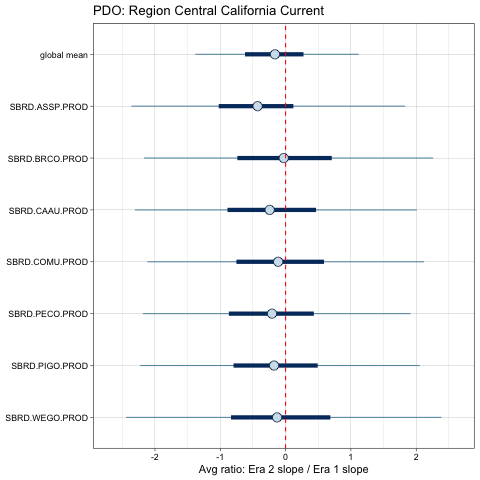 PDO: Region Central California Current
global mean
SBRD.ASSP.PROD
SBRD.BRCO.PROD
SBRD.CAAU.PROD
SBRD.COMU.PROD
SBRD.PECO.PROD
SBRD.PIGO.PROD
SBRD.WEGO.PROD
-2 -1 0 1 2
Avg ratio: Era 2 slope / Era 1 slope